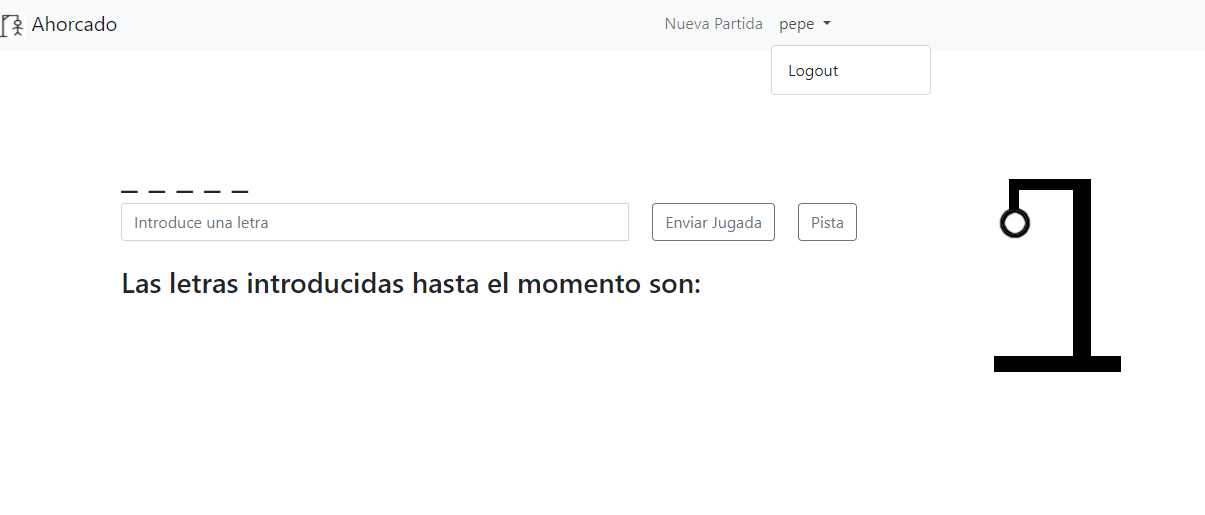 Ahorcado
Nueva Partida pepe
Logout
_ _ _ _ _
Introduce una letra
Enviar Jugada
Pista
Las letras introducidas hasta el momento son: